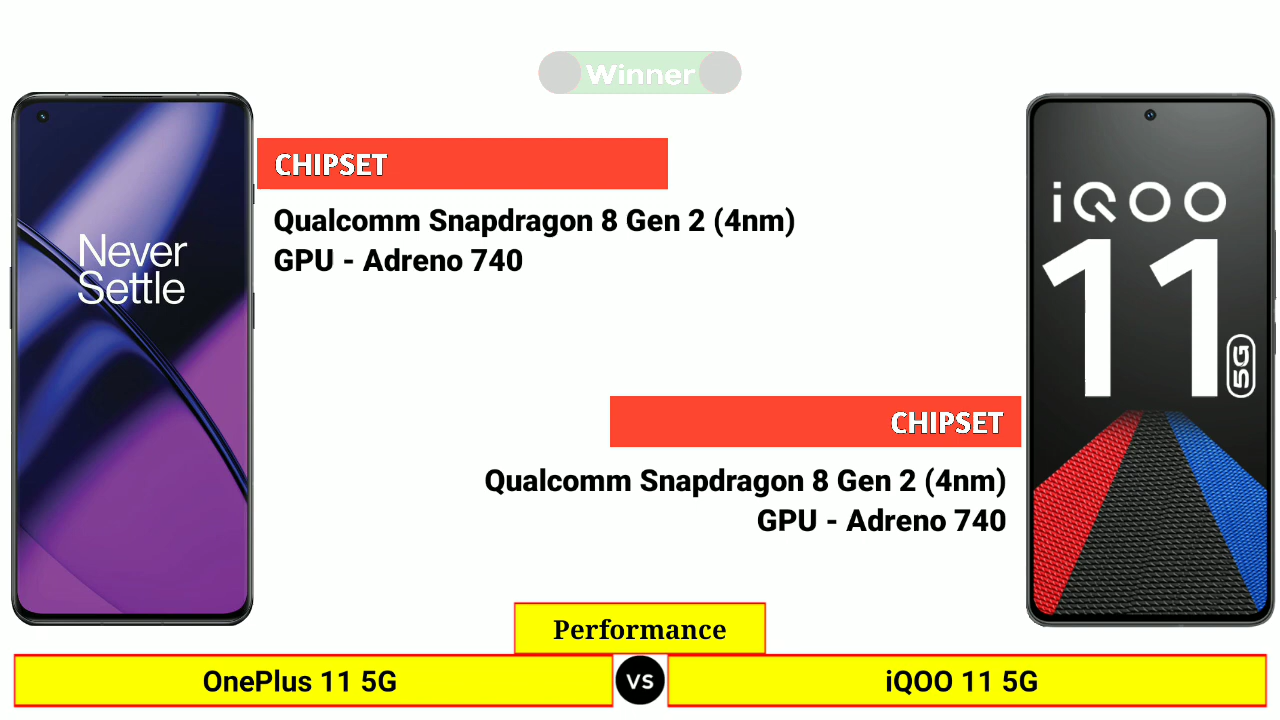 Winner
CHIPSET
Qualcomm Snapdragon 8 Gen 2 (4nm)
GPU - Adreno 740
Never
Settle
iQOO
11
5G
CHIPSET
Qualcomm Snapdragon 8 Gen 2 (4nm)
GPU - Adreno 740
Performance
OnePlus 11 5G
VS
iQOO 11 5G